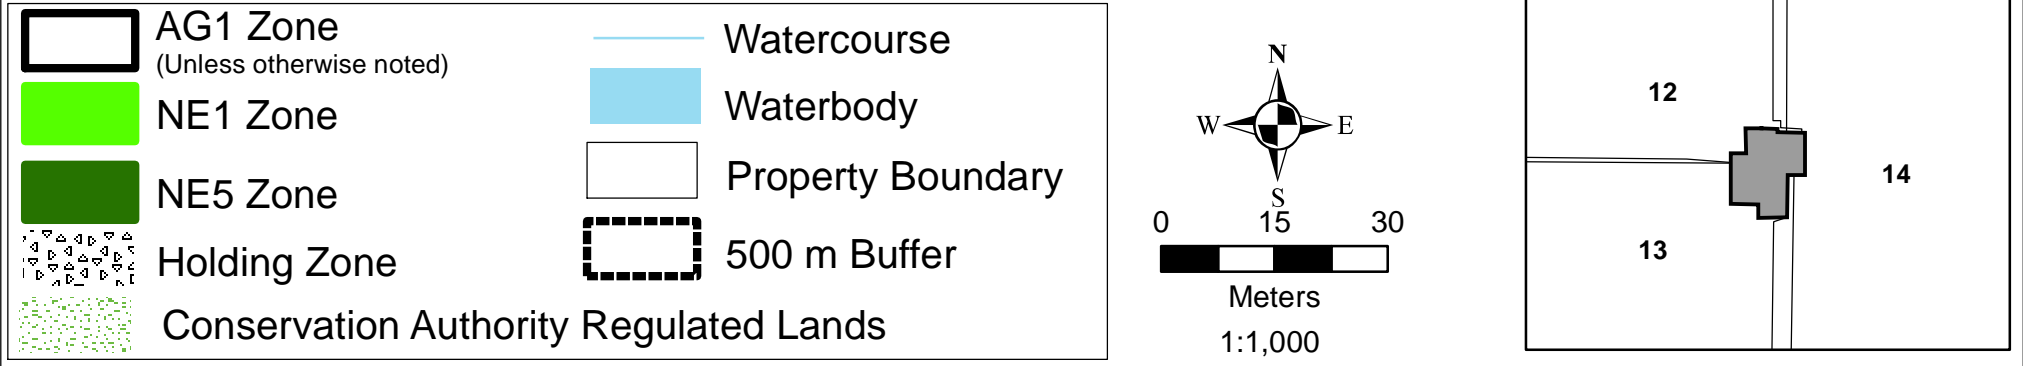 AG1 Zone
(Unless otherwise noted)
NE1 Zone
NE5 Zone
Holding Zone
Conservation Authority Regulated Lands
Watercourse
Waterbody
Property Boundary
500 m Buffer
N
W E
S
0 15 30
Meters
1:1,000
12
14
13